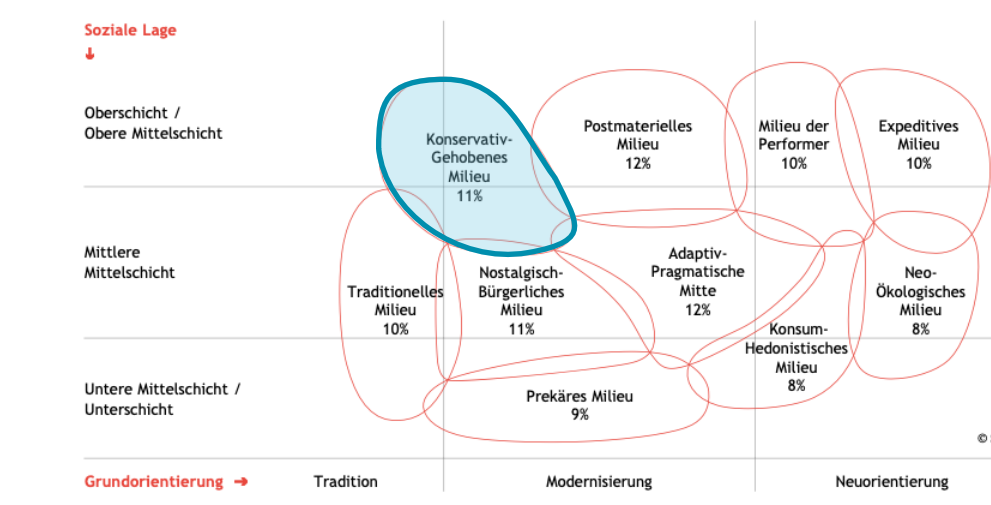 Soziale Lage
Oberschicht /
Obere Mittelschicht
Konservativ-
Gehobenes
Milieu
11%
Postmaterielles
Milieu
12%
Milieu der
Performer
10%
Expeditives
Milieu
10%
Mittlere
Mittelschicht
Traditionelles
Milieu
10%
Nostalgisch-
Bürgerliches
Milieu
11%
Adaptiv-
Pragmatische
Mitte
12%
Konsum-
Hedonistisches
Milieu
8%
Neo-
Ökologisches
Milieu
8%
Untere Mittelschicht /
Unterschicht
Prekäres Milieu
9%
©
Grundorientierung ➔
Tradition
Modernisierung
Neuorientierung